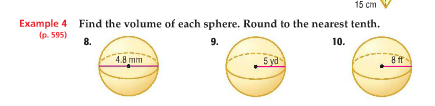 15 cm
Example 4 Find the volume of each sphere. Round to the nearest tenth.
(p. 595)
8. 9. 10.
4.8 mm 5 yd 8 ft